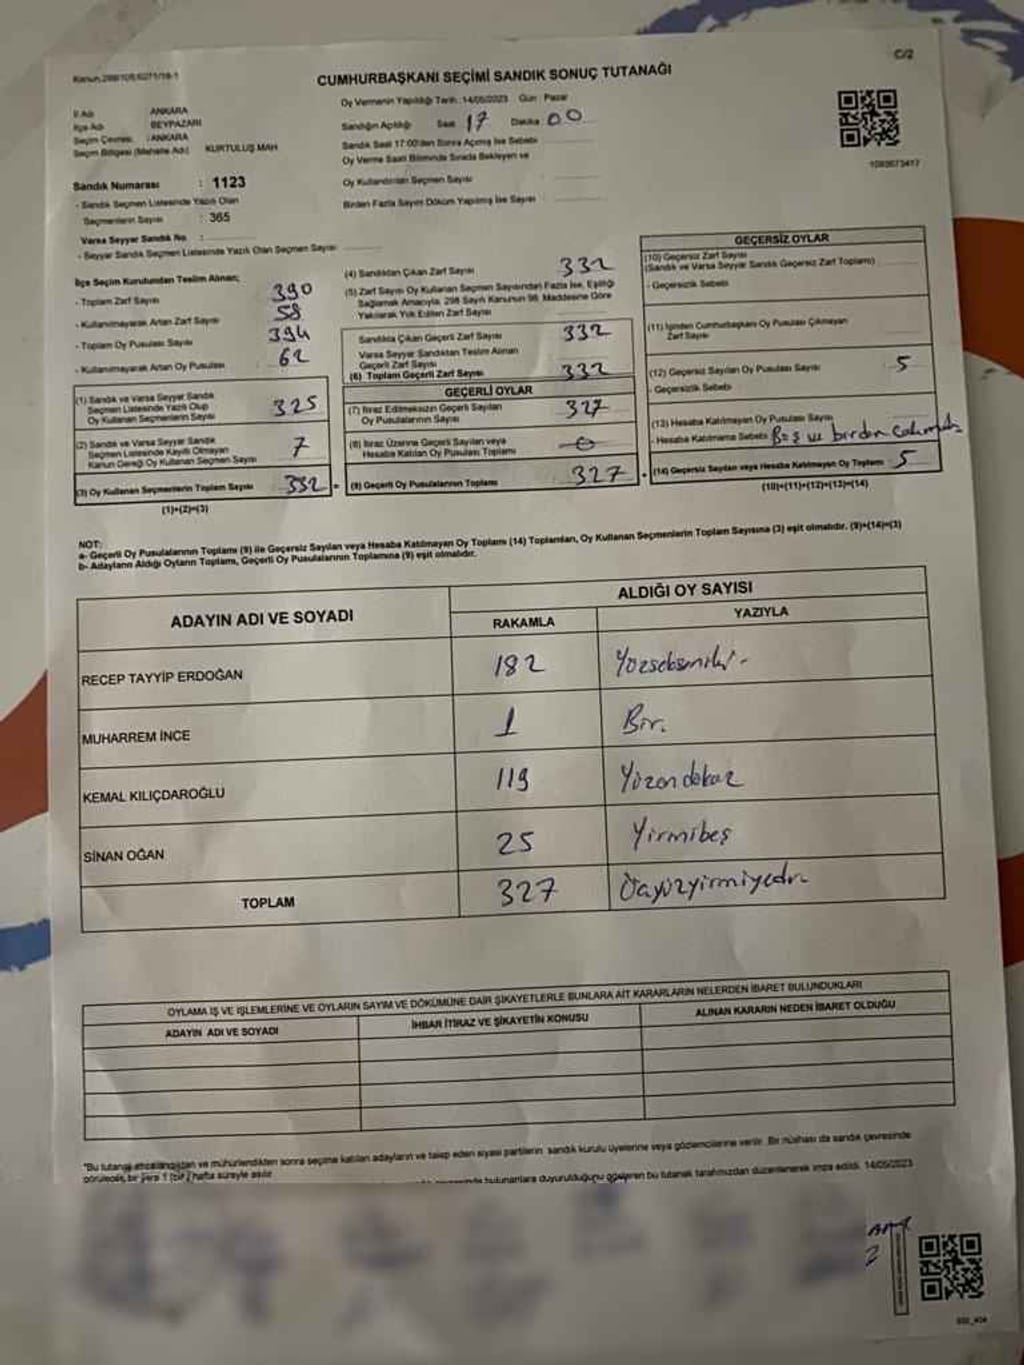 C/2
CUMHURBAŞKANI SEÇİMİ SANDIK SONUÇ TUTANAĞI
İl Adı ANKARA
İlçe Adı BEYPAZARI
Seçim Çevresi : ANKARA
Seçim Bölgesi (Mahalle Adı) KURTULUŞ MAH
Sandık Numarası : 1123
- Sandık Seçmen Listesinde Yazılı Olan
Seçmenlerin Sayısı : 365
Varsa Seyyar Sandık No :
- Seyyar Sandık Seçmen Listesinde Yazılı Olan Seçmen Sayısı
Oy Vermenin Yapıldığı Tarih : 14/05/2023 Gün : Pazar
Sandığın Açıldığı Saat 17 Dakika 00
Sandık Saat 17:00'den Sonra Açılmış İse Sebebi
Oy Verme Saati Bitiminde Sırada Bekleyen ve
Oy Kullandırılan Seçmen Sayısı
Birden Fazla Sayım Döküm Yapılmış İse Sayısı
1093073417
İlçe Seçim Kurulundan Teslim Alınan;
- Toplam Zarf Sayısı 390
- Kullanılmayarak Artan Zarf Sayısı 58
- Toplam Oy Pusulası Sayısı 394
- Kullanılmayarak Artan Oy Pusulası 62
(1) Sandık ve Varsa Seyyar Sandık
Seçmen Listesinde Yazılı Olup
Oy Kullanan Seçmenlerin Sayısı 325
(2) Sandık ve Varsa Seyyar Sandık
Seçmen Listesinde Kayıtlı Olmayan
Kanun Gereği Oy Kullanan Seçmen Sayısı 7
(3) Oy Kullanan Seçmenlerin Toplam Sayısı 332 =
(1)+(2)=(3)
(4) Sandıktan Çıkan Zarf Sayısı 332
(5) Zarf Sayısı Oy Kullanan Seçmen Sayısından Fazla İse, Eşitliği
Sağlamak Amacıyla, 298 Sayılı Kanunun 98. Maddesine Göre
Yakılarak Yok Edilen Zarf Sayısı
Sandıkta Çıkan Geçerli Zarf Sayısı 332
Varsa Seyyar Sandıktan Teslim Alınan
Geçerli Zarf Sayısı
(6) Toplam Geçerli Zarf Sayısı 332
GEÇERLİ OYLAR
(7) İtiraz Edilmeksizin Geçerli Sayılan
Oy Pusulalarının Sayısı 327
(8) İtiraz Üzerine Geçerli Sayılan veya
Hesaba Katılan Oy Pusulası Toplamı 0
(9) Geçerli Oy Pusulalarının Toplamı 327 +
GEÇERSİZ OYLAR
(10) Geçersiz Zarf Sayısı
(Sandık ve Varsa Seyyar Sandık Geçersiz Zarf Toplamı)
- Geçersizlik Sebebi
(11) İçinden Cumhurbaşkanı Oy Pusulası Çıkmayan
Zarf Sayısı
(12) Geçersiz Sayılan Oy Pusulası Sayısı 5
- Geçersizlik Sebebi
(13) Hesaba Katılmayan Oy Pusulası Sayısı
- Hesaba Katılmama Sebebi Boş ve birden
(14) Geçersiz Sayılan veya Hesaba Katılmayan Oy Toplamı 5
(10)+(11)+(12)+(13)=(14)
NOT:
a- Geçerli Oy Pusulalarının Toplamı (9) ile Geçersiz Sayılan veya Hesaba Katılmayan Oy Toplamı (14) Toplamları, Oy Kullanan Seçmenlerin Toplam Sayısına (3) eşit olmalıdır. (9)+(14)=(3)
b- Adayların Aldığı Oyların Toplamı, Geçerli Oy Pusulalarının Toplamına (9) eşit olmalıdır.
ADAYIN ADI VE SOYADI ALDIĞI OY SAYISI
RAKAMLA YAZIYLA
RECEP TAYYİP ERDOĞAN 182 Yüzsekseniki
MUHARREM İNCE 1 Bir.
KEMAL KILIÇDAROĞLU 119 Yüzondokuz
SİNAN OĞAN 25 Yirmibeş
TOPLAM 327 Üçyüzyirmiyedi
OYLAMA İŞ VE İŞLEMLERİNE VE OYLARIN SAYIM VE DÖKÜMÜNE DAİR ŞİKAYETLERLE BUNLARA AİT KARARLARIN NELERDEN İBARET BULUNDUKLARI
ADAYIN ADI VE SOYADI İHBAR İTİRAZ VE ŞİKAYETİN KONUSU ALINAN KARARIN NEDEN İBARET OLDUĞU
"Bu tutanağı imzalandıktan ve mühürlendikten sonra seçime katılan adayların ve talep eden siyasi partilerin sandık kurulu üyelerine veya gözlemcilerine verilir. Bir nüshası da sandık çevresinde
görülecek bir yere 1 (bir) hafta süreyle asılır
bulunanlara duyurulduğunu gösteren bu tutanak tarafımızdan düzenlenerek imza edildi. 14/05/2023